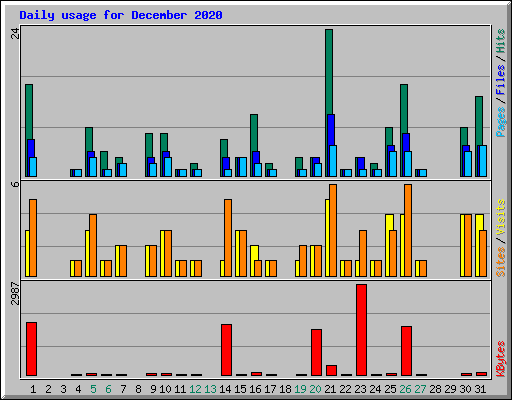 Daily usage for December 2020
24
6
2987
Pages / Files / Hits
Sites / Visits
KBytes
1 2 3 4 5 6 7 8 9 10 11 12 13 14 15 16 17 18 19 20 21 22 23 24 25 26 27 28 29 30 31